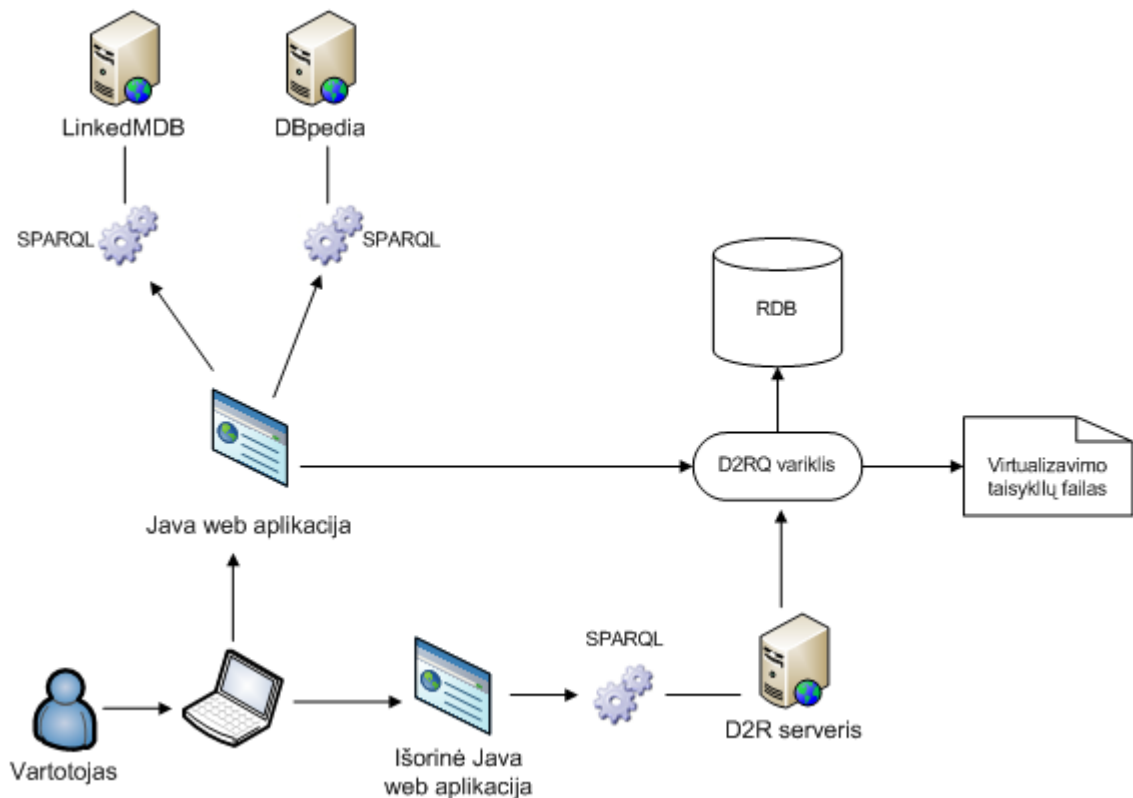 LinkedMDB
DBpedia
SPARQL
SPARQL
RDB
D2RQ variklis
Virtualizavimo
taisyklių failas
Java web aplikacija
SPARQL
D2R serveris
Vartotojas
Išorinė Java
web aplikacija